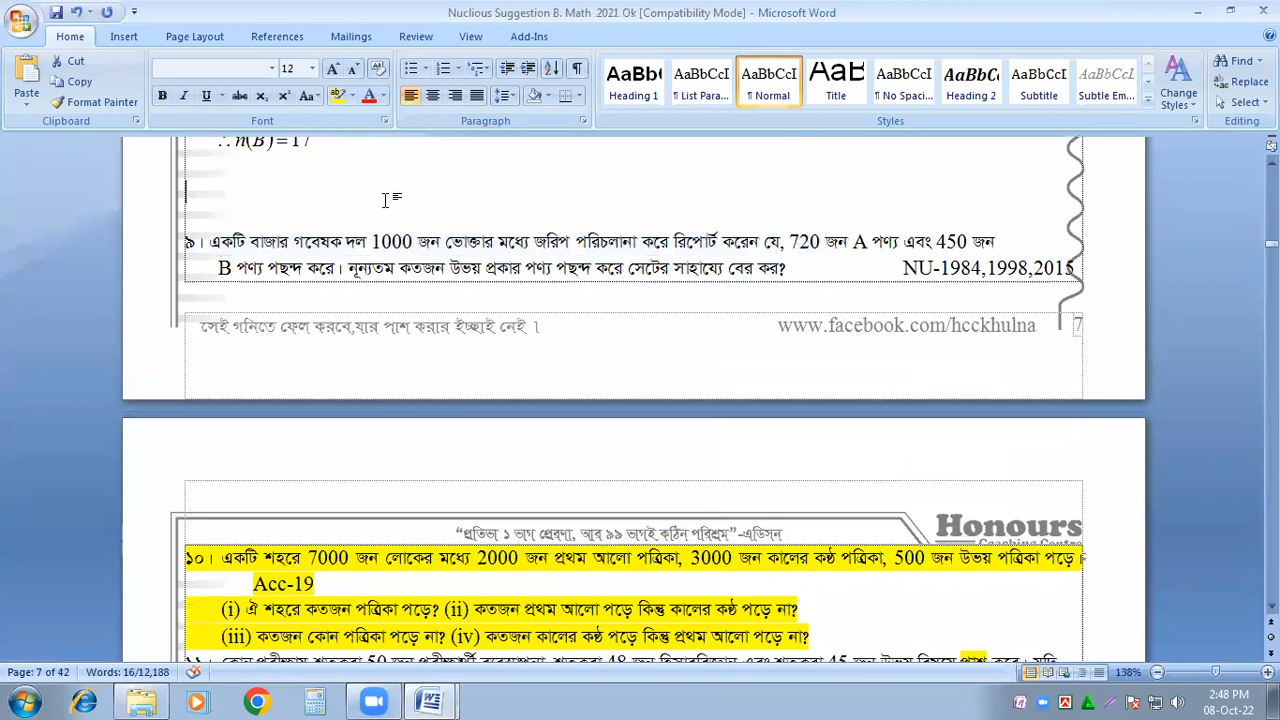 Nuclious Suggestion B. Math 2021. Ok [Compatibility Mode] - Microsoft Word
Home Insert Page Layout References Mailings Review View Add-Ins
Cut
Copy
Format Painter
Paste
Clipboard
12
Font
Paragraph
AaBbC AaBbCcI AaBbCcI AaB AaBbCcI AaBbCc AaBbCcI AaBbCcI
Heading 1 ¶ List Para... ¶ Normal Title ¶ No Spaci... Heading 2 Subtitle Subtle Em...
Change Styles
Styles
Find
Replace
Select
Editing
∴ n(B) = 17
৯। একটি বাজার গবেষক দল 1000 জন ভোক্তার মধ্যে জরিপ পরিচলানা করে রিপোর্ট করেন যে, 720 জন A পণ্য এবং 450 জন
B পণ্য পছন্দ করে। নূন্যতম কতজন উভয় প্রকার পণ্য পছন্দ করে সেটের সাহায্যে বের কর? NU-1984,1998,2015
সেই গনিতে ফেল করবে,যার পাশ করার ইচ্ছাই নেই । www.facebook.com/hcckhulna 7
“প্রতিভা ১ ভাগ প্রেরণা, আর ৯৯ ভাগই কঠিন পরিশ্রম”-এডিসন Honours
১০। একটি শহরে 7000 জন লোকের মধ্যে 2000 জন প্রথম আলো পত্রিকা, 3000 জন কালের কন্ঠ পত্রিকা, 500 জন উভয় পত্রিকা পড়ে।
Acc-19
(i) ঐ শহরে কতজন পত্রিকা পড়ে? (ii) কতজন প্রথম আলো পড়ে কিন্তু কালের কন্ঠ পড়ে না?
(iii) কতজন কোন পত্রিকা পড়ে না? (iv) কতজন কালের কন্ঠ পড়ে কিন্তু প্রথম আলো পড়ে না?
Page: 7 of 42 Words: 16/12,188 138%
2:48 PM
08-Oct-22